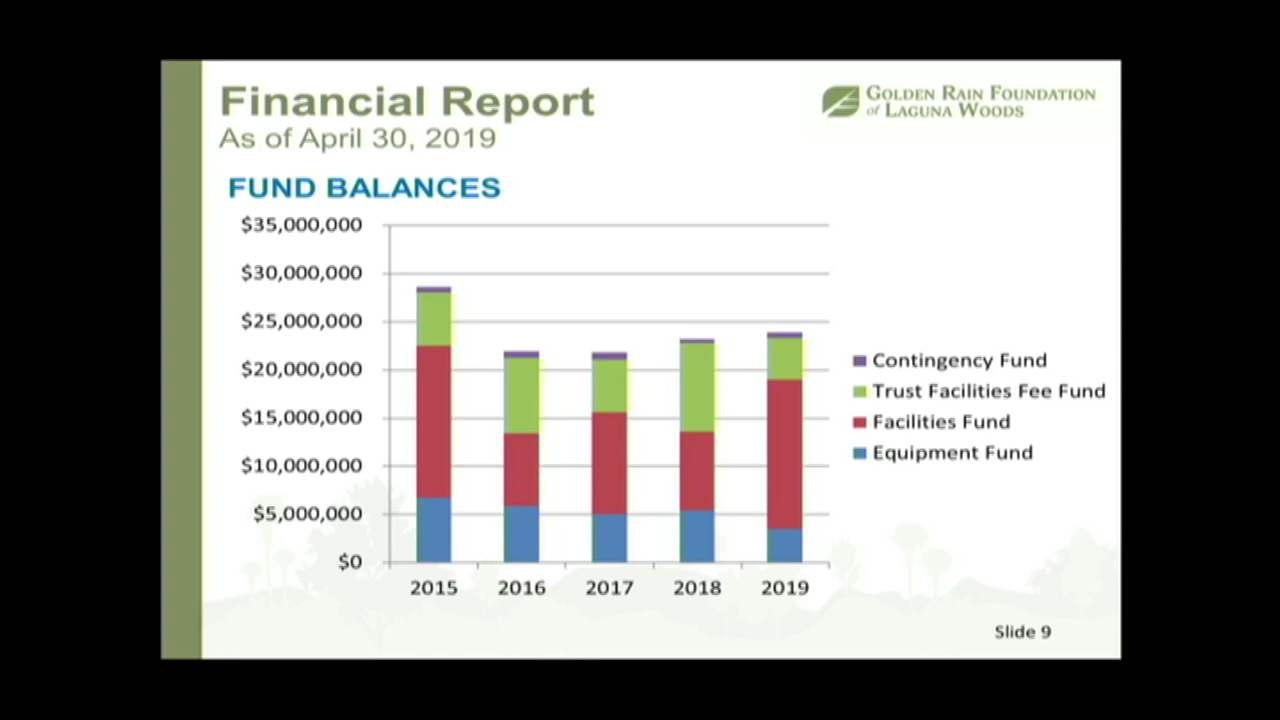 Financial Report
As of April 30, 2019
GOLDEN RAIN FOUNDATION
of LAGUNA WOODS
FUND BALANCES
$35,000,000
$30,000,000
$25,000,000
$20,000,000
$15,000,000
$10,000,000
$5,000,000
$0
2015 2016 2017 2018 2019
Contingency Fund
Trust Facilities Fee Fund
Facilities Fund
Equipment Fund
Slide 9